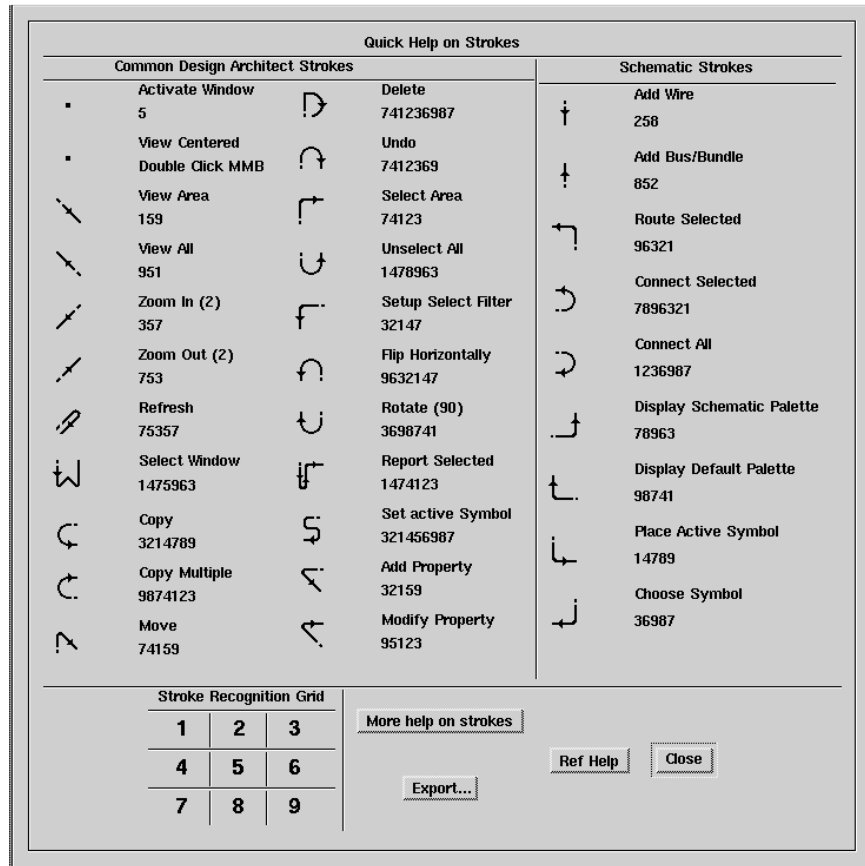 Quick Help on Strokes
Common Design Architect Strokes
Activate Window
5
View Centered
Double Click MMB
View Area
159
View All
951
Zoom In (2)
357
Zoom Out (2)
753
Refresh
75357
Select Window
1475963
Copy
3214789
Copy Multiple
9874123
Move
74159
Delete
741236987
Undo
7412369
Select Area
74123
Unselect All
1478963
Setup Select Filter
32147
Flip Horizontally
9632147
Rotate (90)
3698741
Report Selected
1474123
Set active Symbol
321456987
Add Property
32159
Modify Property
95123
Schematic Strokes
Add Wire
258
Add Bus/Bundle
852
Route Selected
96321
Connect Selected
7896321
Connect All
1236987
Display Schematic Palette
78963
Display Default Palette
98741
Place Active Symbol
14789
Choose Symbol
36987
Stroke Recognition Grid
1 2 3
4 5 6
7 8 9
More help on strokes
Ref Help
Close
Export...